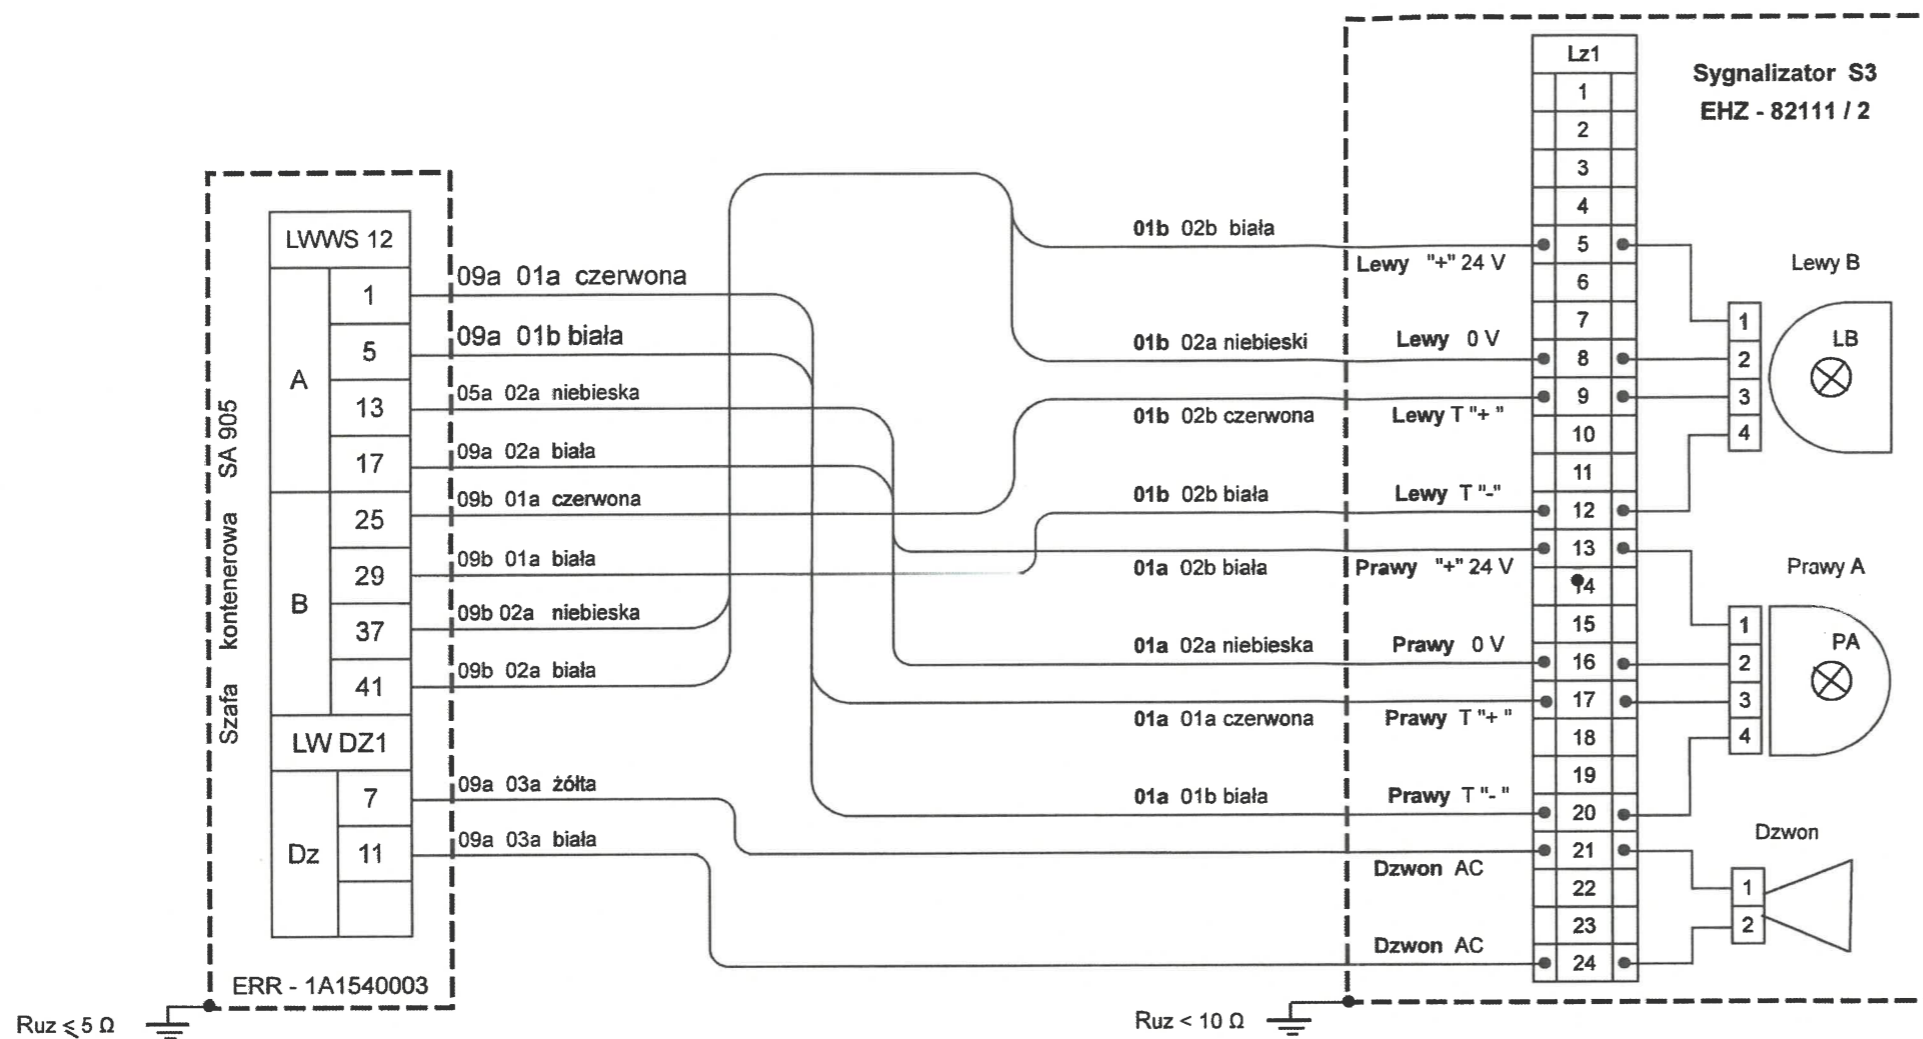 Lz1
Sygnalizator S3
EHZ - 82111 / 2
1
2
3
4
5
6
7
8
9
10
11
12
13
14
15
16
17
18
19
20
21
22
23
24
LWWS 12
A
1
5
13
17
B
25
29
37
41
LW DZ1
Dz
7
11
Szafa kontenerowa SA 905
ERR - 1A1540003
Ruz ≤ 5 Ω
09a 01a czerwona
09a 01b biała
05a 02a niebieska
09a 02a biała
09b 01a czerwona
09b 01a biała
09b 02a niebieska
09b 02a biała
09a 03a żółta
09a 03a biała
01b 02b biała
Lewy "+" 24 V
01b 02a niebieski
Lewy 0 V
01b 02b czerwona
Lewy T "+ "
01b 02b biała
Lewy T "-"
01a 02b biała
Prawy "+" 24 V
01a 02a niebieska
Prawy 0 V
01a 01a czerwona
Prawy T "+ "
01a 01b biała
Prawy T "- "
Dzwon AC
Dzwon AC
Ruz < 10 Ω
Lewy B
1
2
3
4
LB
Prawy A
1
2
3
4
PA
Dzwon
1
2